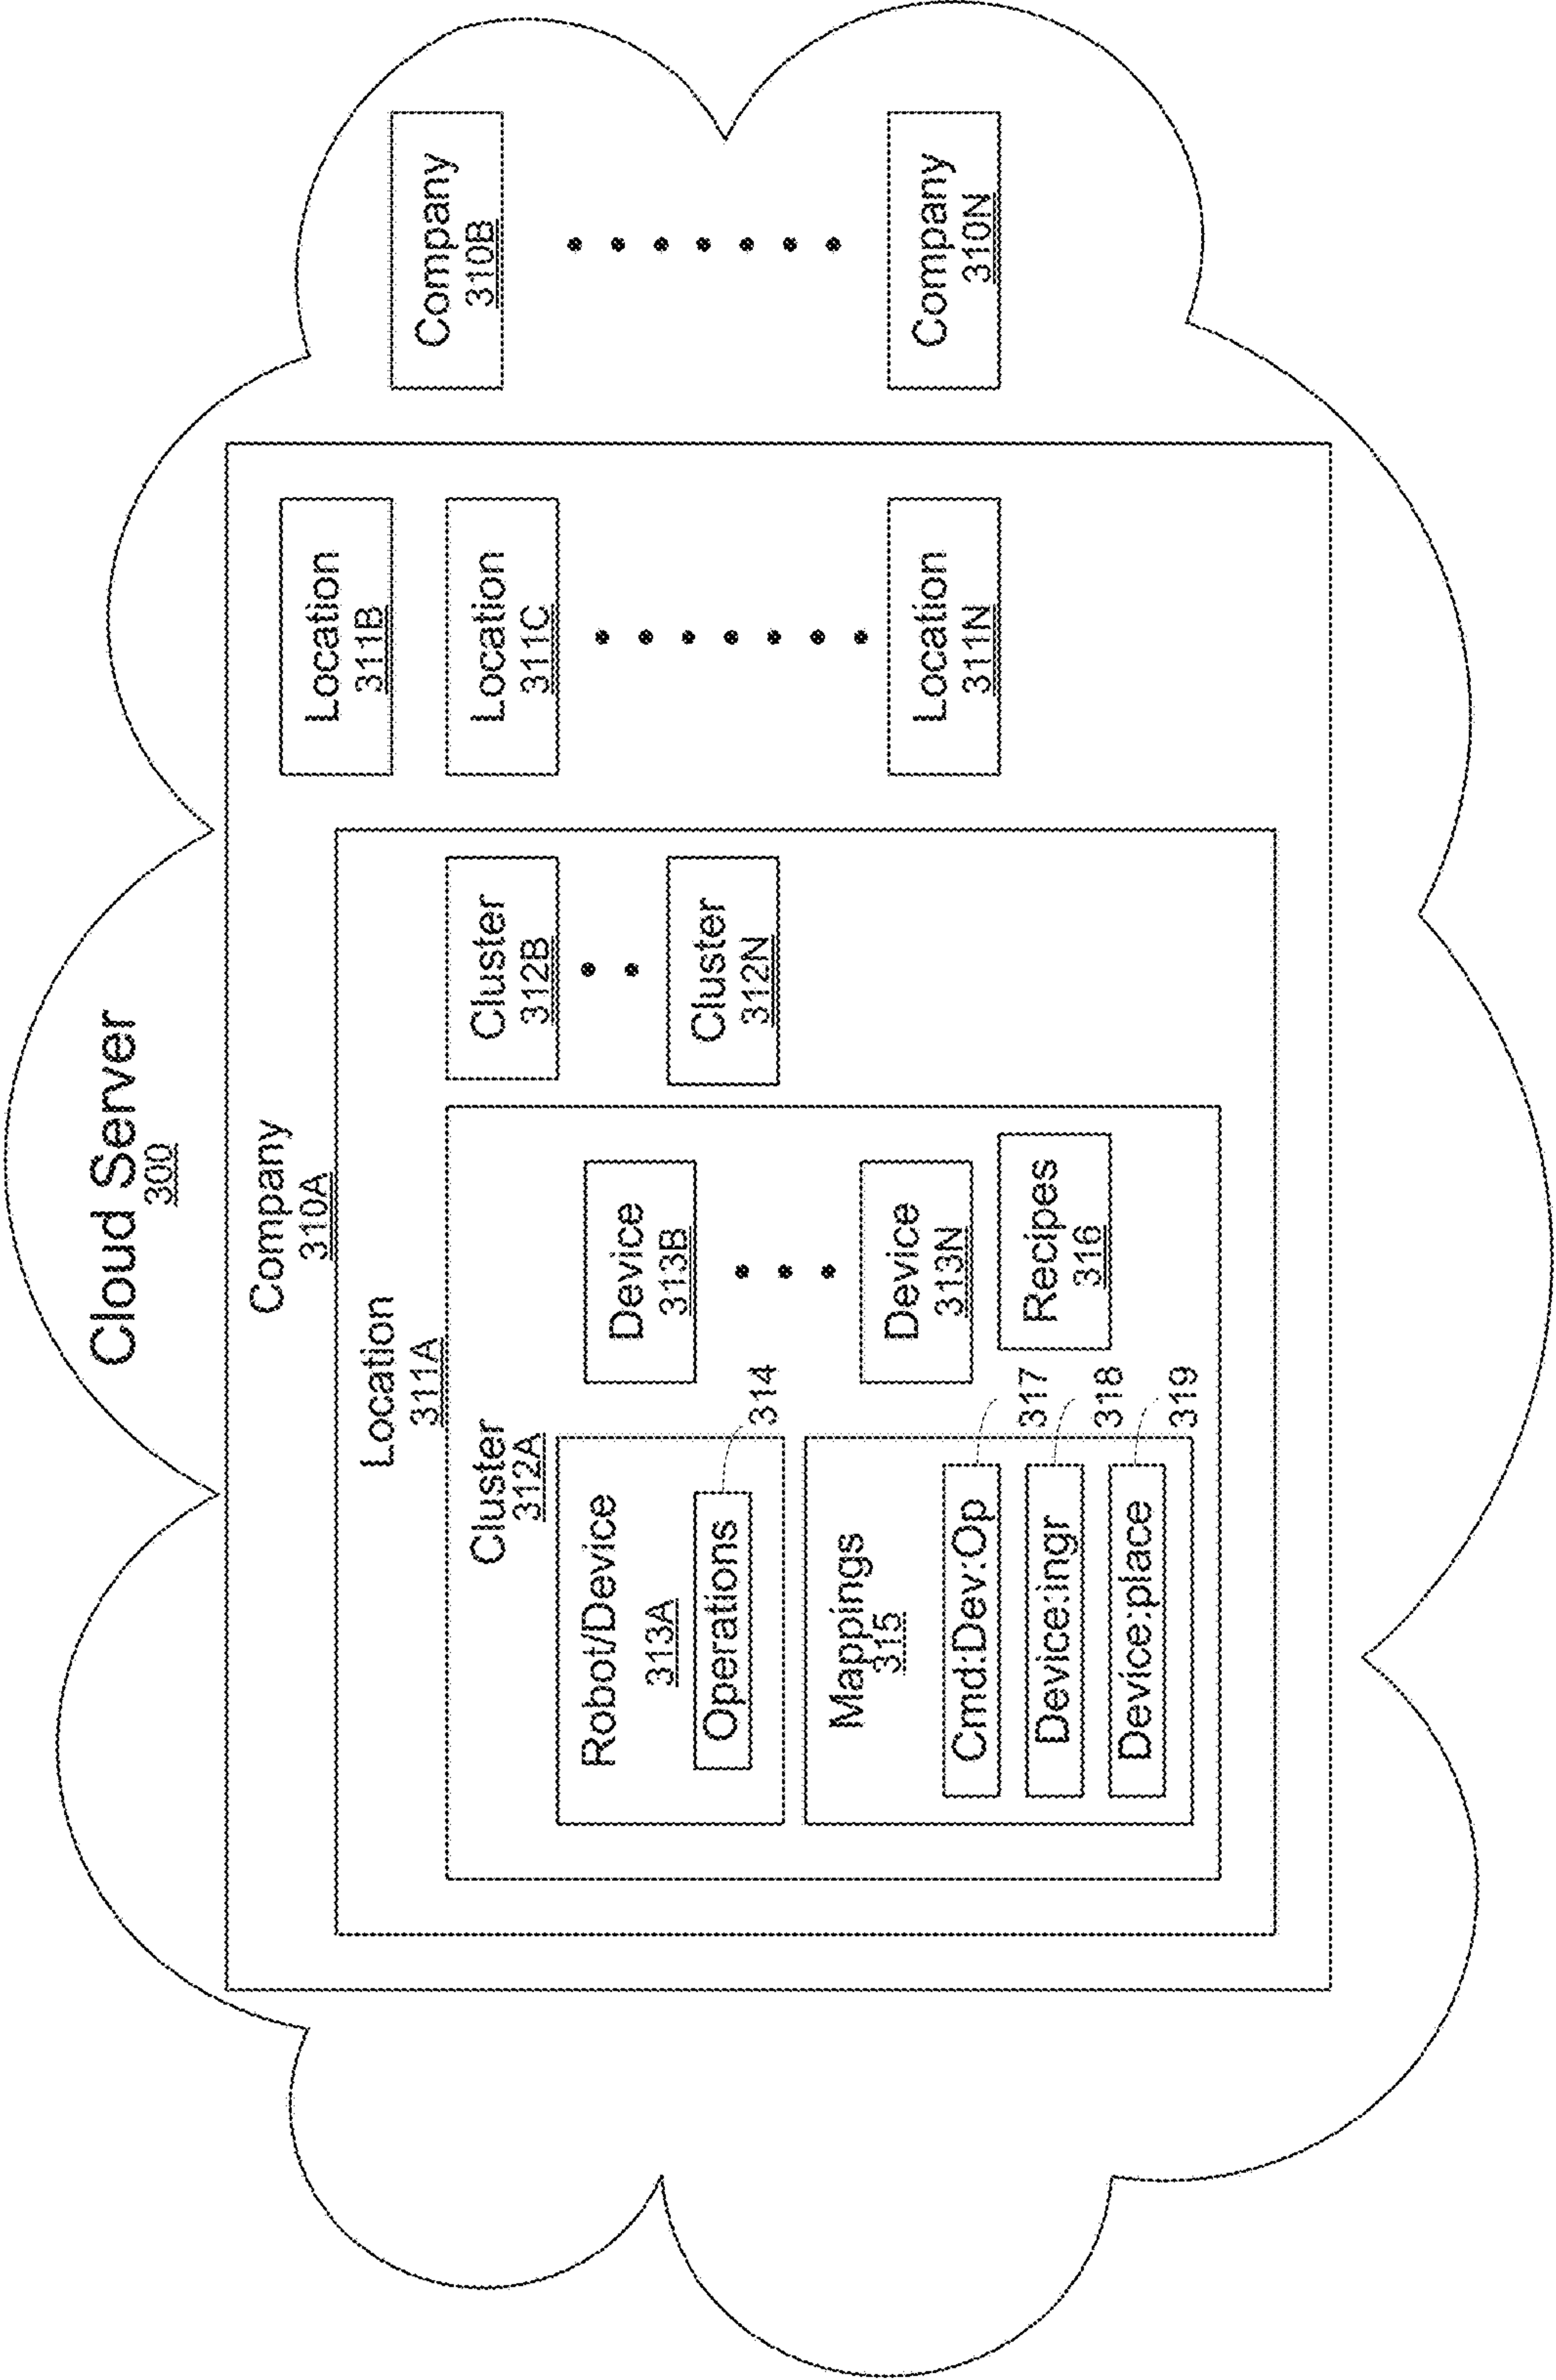 Cloud Server
300
Company
310A
Location
311A
Cluster
312A
Robot/Device
313A
Operations
314
Mappings
315
Cmd:Dev:Op
317
Device:ingr
318
Device:place
319
Device
313B
Device
313N
Recipes
316
Cluster
312B
Cluster
312N
Location
311B
Location
311C
Location
311N
Company
310B
Company
310N